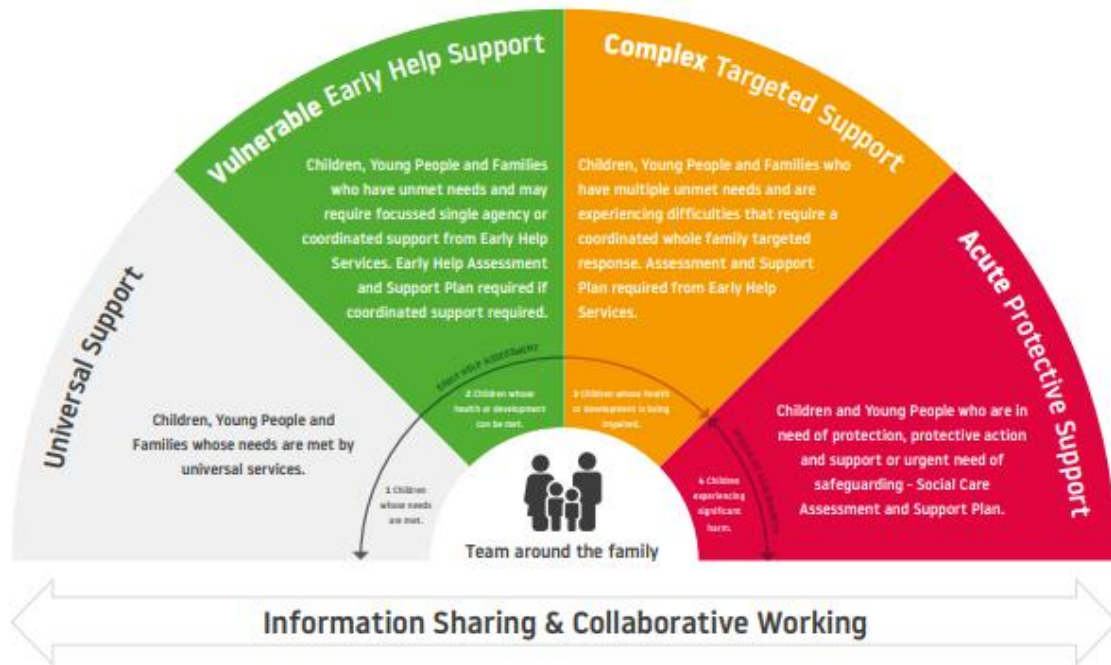 Universal Support
Children, Young People and
Families whose needs are met by
universal services.
1 Children
whose needs
are met.
Vulnerable Early Help Support
Children, Young People and Families
who have unmet needs and may
require focussed single agency or
coordinated support from Early Help
Services. Early Help Assessment
and Support Plan required if
coordinated support required.
EARLY HELP ASSESSMENT
2 Children whose
health or development
can be met.
Complex Targeted Support
Children, Young People and Families who
have multiple unmet needs and are
experiencing difficulties that require a
coordinated whole family targeted
response. Assessment and Support
Plan required from Early Help
Services.
3 Children whose health
or development is being
impaired.
Acute Protective Support
Children and Young People who are in
need of protection, protective action
and support or urgent need of
safeguarding - Social Care
Assessment and Support Plan.
4 Children
experiencing
significant
harm.
Team around the family
Information Sharing & Collaborative Working